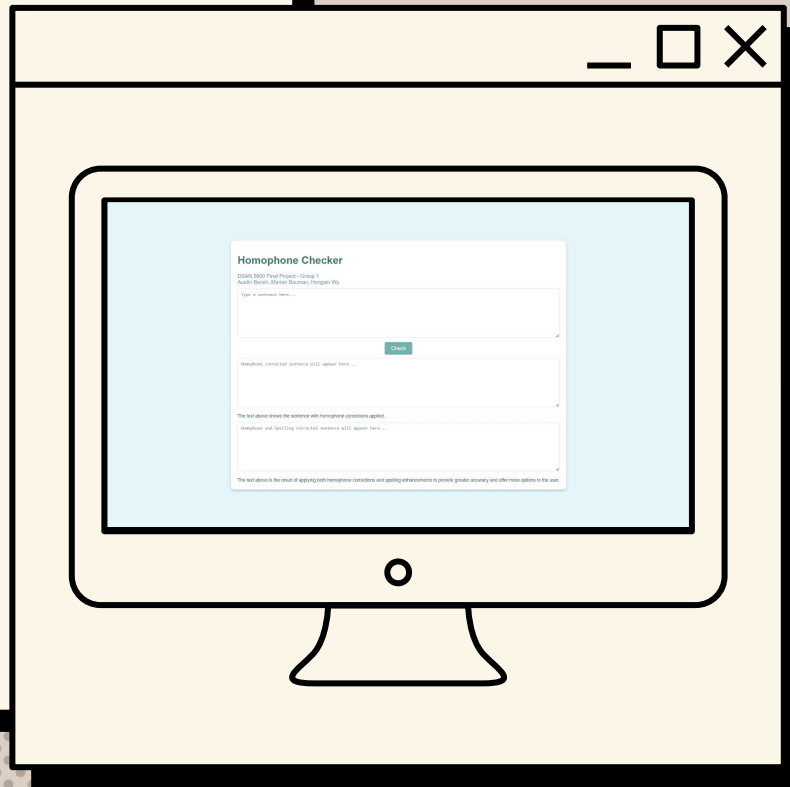 Homophone Checker
DSAN 5800 Final Project - Group 1
Austin Barish, Marion Bauman, Hongxin Wu
Type a sentence here...
Check
Homophone corrected sentence will appear here...
The text above shows the sentence with homophone corrections applied.
Homophone and Spelling corrected sentence will appear here...
The text above is the result of applying both homophone corrections and spelling enhancements to provide greater accuracy and offer more options to the user.